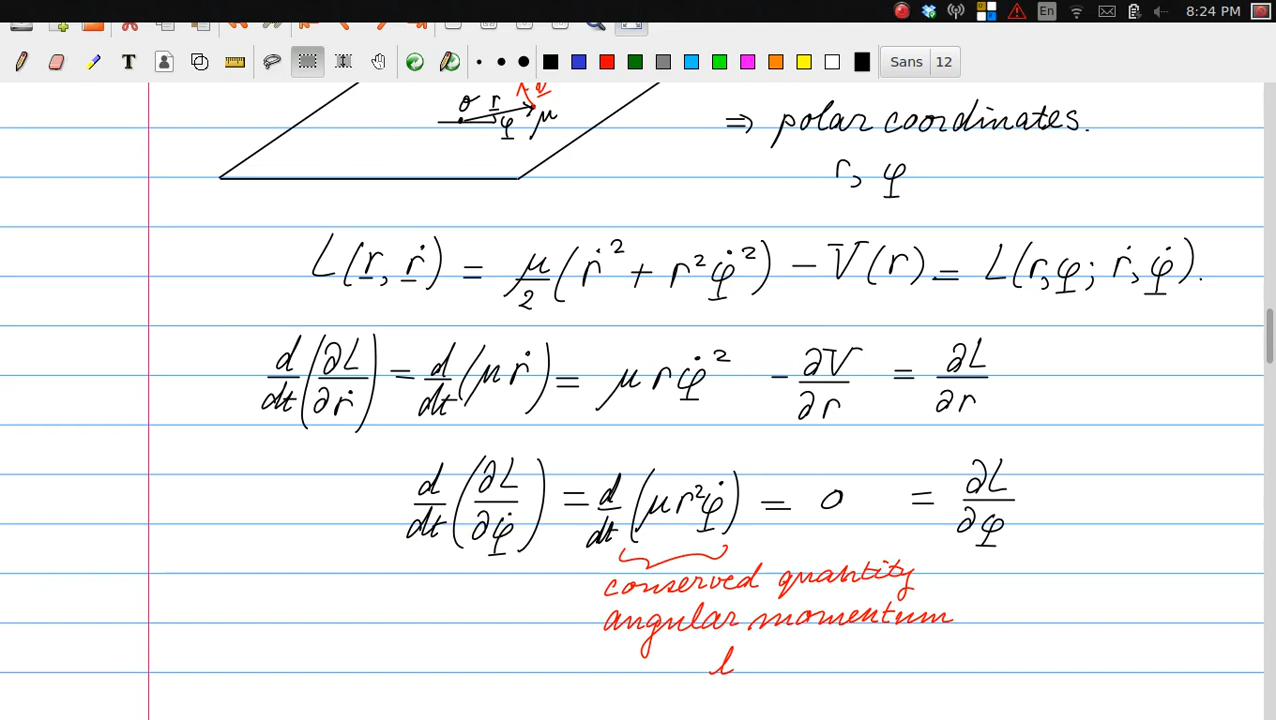 En 8:24 PM
T Sans 12
θ r v
φ μ
⇒ polar coordinates.
r, φ
L(r, ṙ) = μ/2 (ṙ² + r²φ̇²) − V(r) = L(r,φ; ṙ, φ̇).
d/dt(∂L/∂ṙ) = d/dt(μṙ) = μrφ̇² − ∂V/∂r = ∂L/∂r
d/dt(∂L/∂φ̇) = d/dt(μr²φ̇) = 0 = ∂L/∂φ
conserved quantity
angular momentum
l